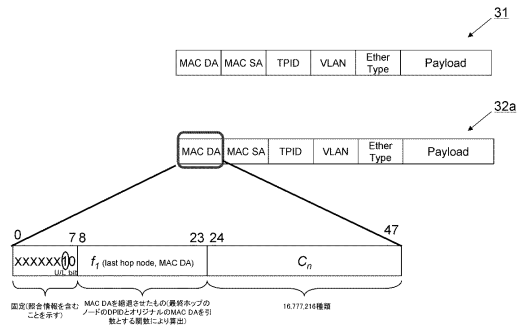 31
MAC DA MAC SA TPID VLAN Ether Type Payload
32a
MAC DA MAC SA TPID VLAN Ether Type Payload
0 7 8 23 24 47
XXXXXX10 f1 (last hop node, MAC DA) Cn
U/L bit
固定(照合情報を含む
ことを示す)
MAC DAを縮退させたもの(最終ホップの
ノードのDPIDとオリジナルのMAC DAを引
数とする関数により算出)
16,777,216種類